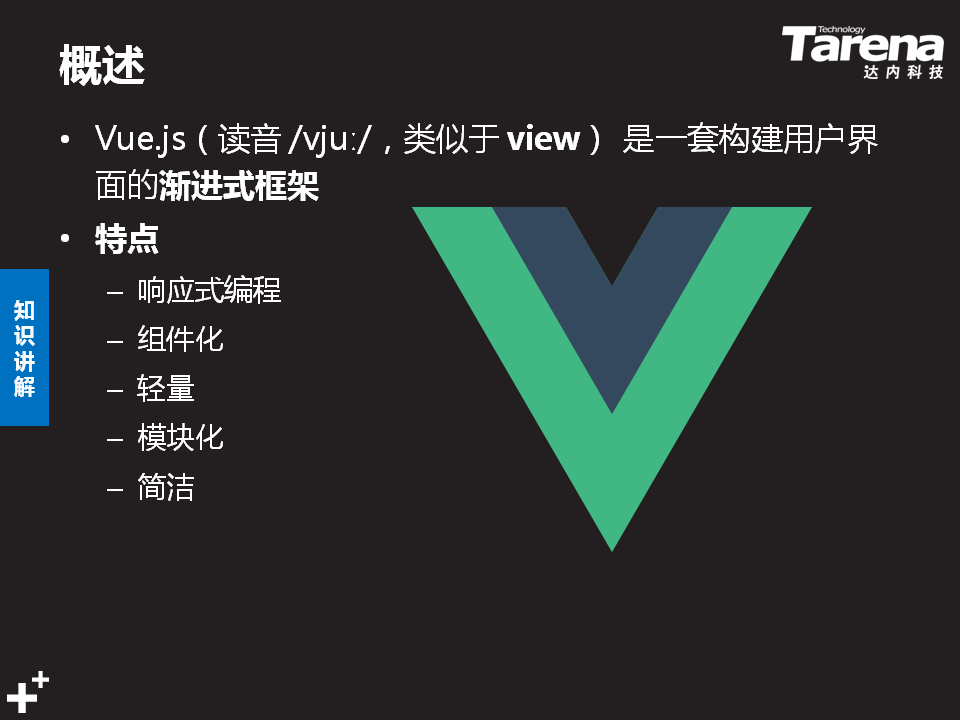 概述
Technology
Tarena
达内科技
• Vue.js（读音 /vjuː/，类似于 view） 是一套构建用户界
面的渐进式框架
• 特点
– 响应式编程
– 组件化
– 轻量
– 模块化
– 简洁
知
识
讲
解